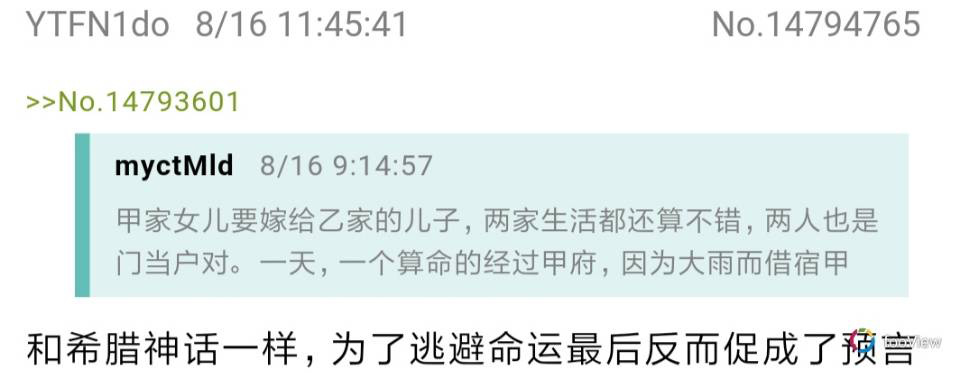 YTFN1do 8/16 11:45:41 No.14794765
>>No.14793601
myctMld 8/16 9:14:57
甲家女儿要嫁给乙家的儿子，两家生活都还算不错，两人也是
门当户对。一天，一个算命的经过甲府，因为大雨而借宿甲
和希腊神话一样，为了逃避命运最后反而促成了预言